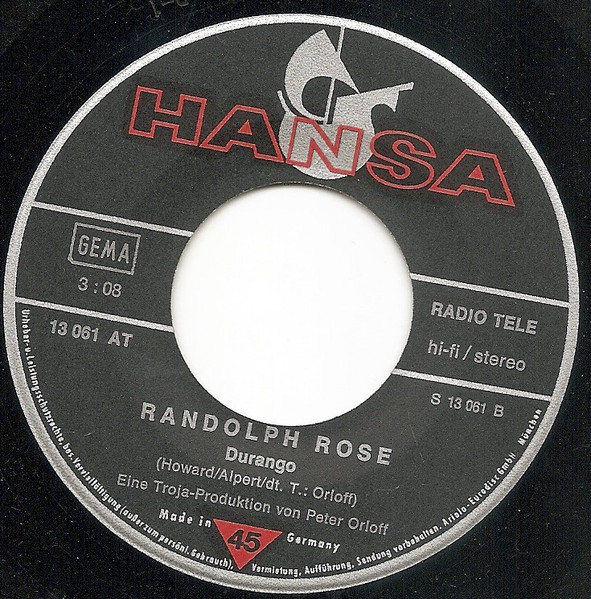 HANSA
GEMA
3:08
RADIO TELE
hi-fi / stereo
13 061 AT
S 13 061 B
RANDOLPH ROSE
Durango
(Howard/Alpert/dt. T.: Orloff)
Eine Troja-Produktion von Peter Orloff
Made in 45 Germany
Urheber- u. Leistungsschutzrechte, bes. Vervielfältigung (außer zum persönl. Gebrauch), Vermietung, Aufführung, Sendung vorbehalten. Ariola-Eurodisc GmbH München